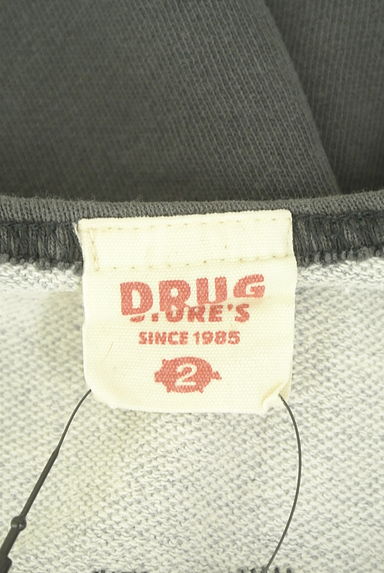 DRUG
STORE'S
SINCE 1985
2